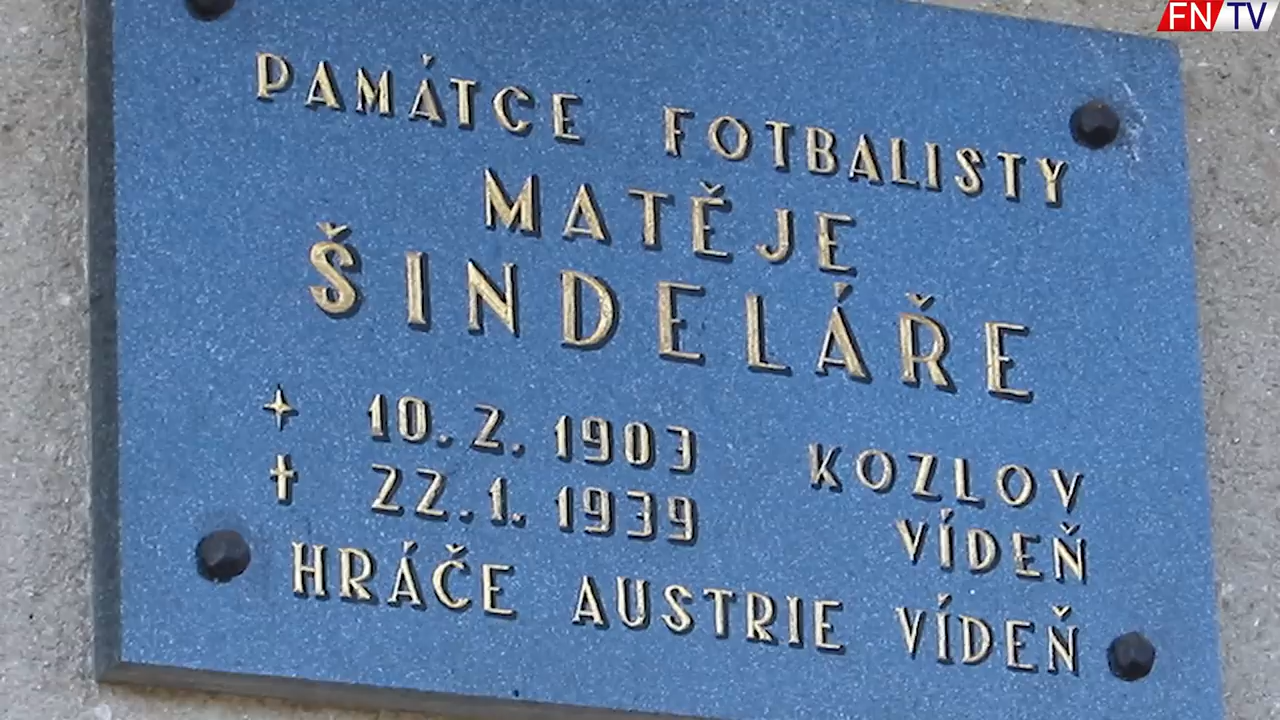 FN TV
PAMÁTCE FOTBALISTY
MATĚJE
ŠINDELÁŘE
10. 2. 1903 KOZLOV
† 22. 1. 1939 VÍDEŇ
HRÁČE AUSTRIE VÍDEŇ